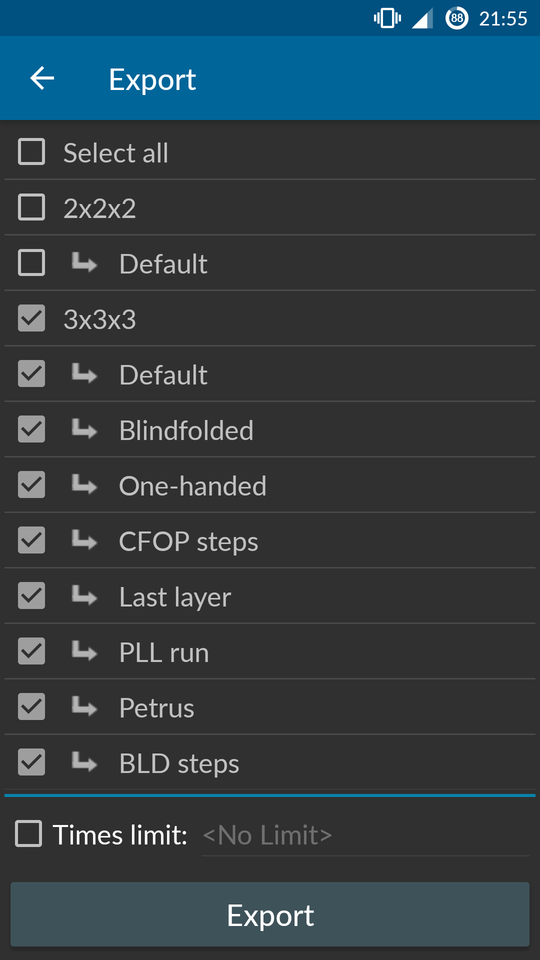 88 21:55
Export
Select all
2x2x2
Default
3x3x3
Default
Blindfolded
One-handed
CFOP steps
Last layer
PLL run
Petrus
BLD steps
Times limit: <No Limit>
Export